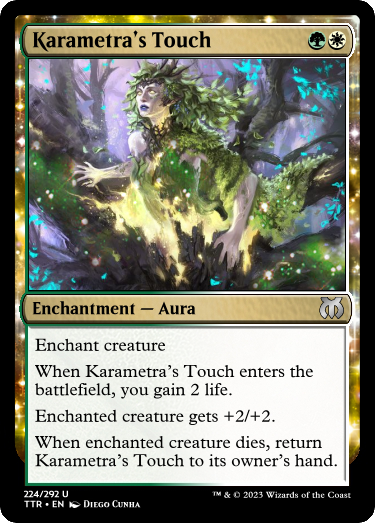 Karametra's Touch
Enchantment — Aura
Enchant creature
When Karametra's Touch enters the
battlefield, you gain 2 life.
Enchanted creature gets +2/+2.
When enchanted creature dies, return
Karametra's Touch to its owner's hand.
224/292 U
TTR • EN Diego Cunha
™ & © 2023 Wizards of the Coast